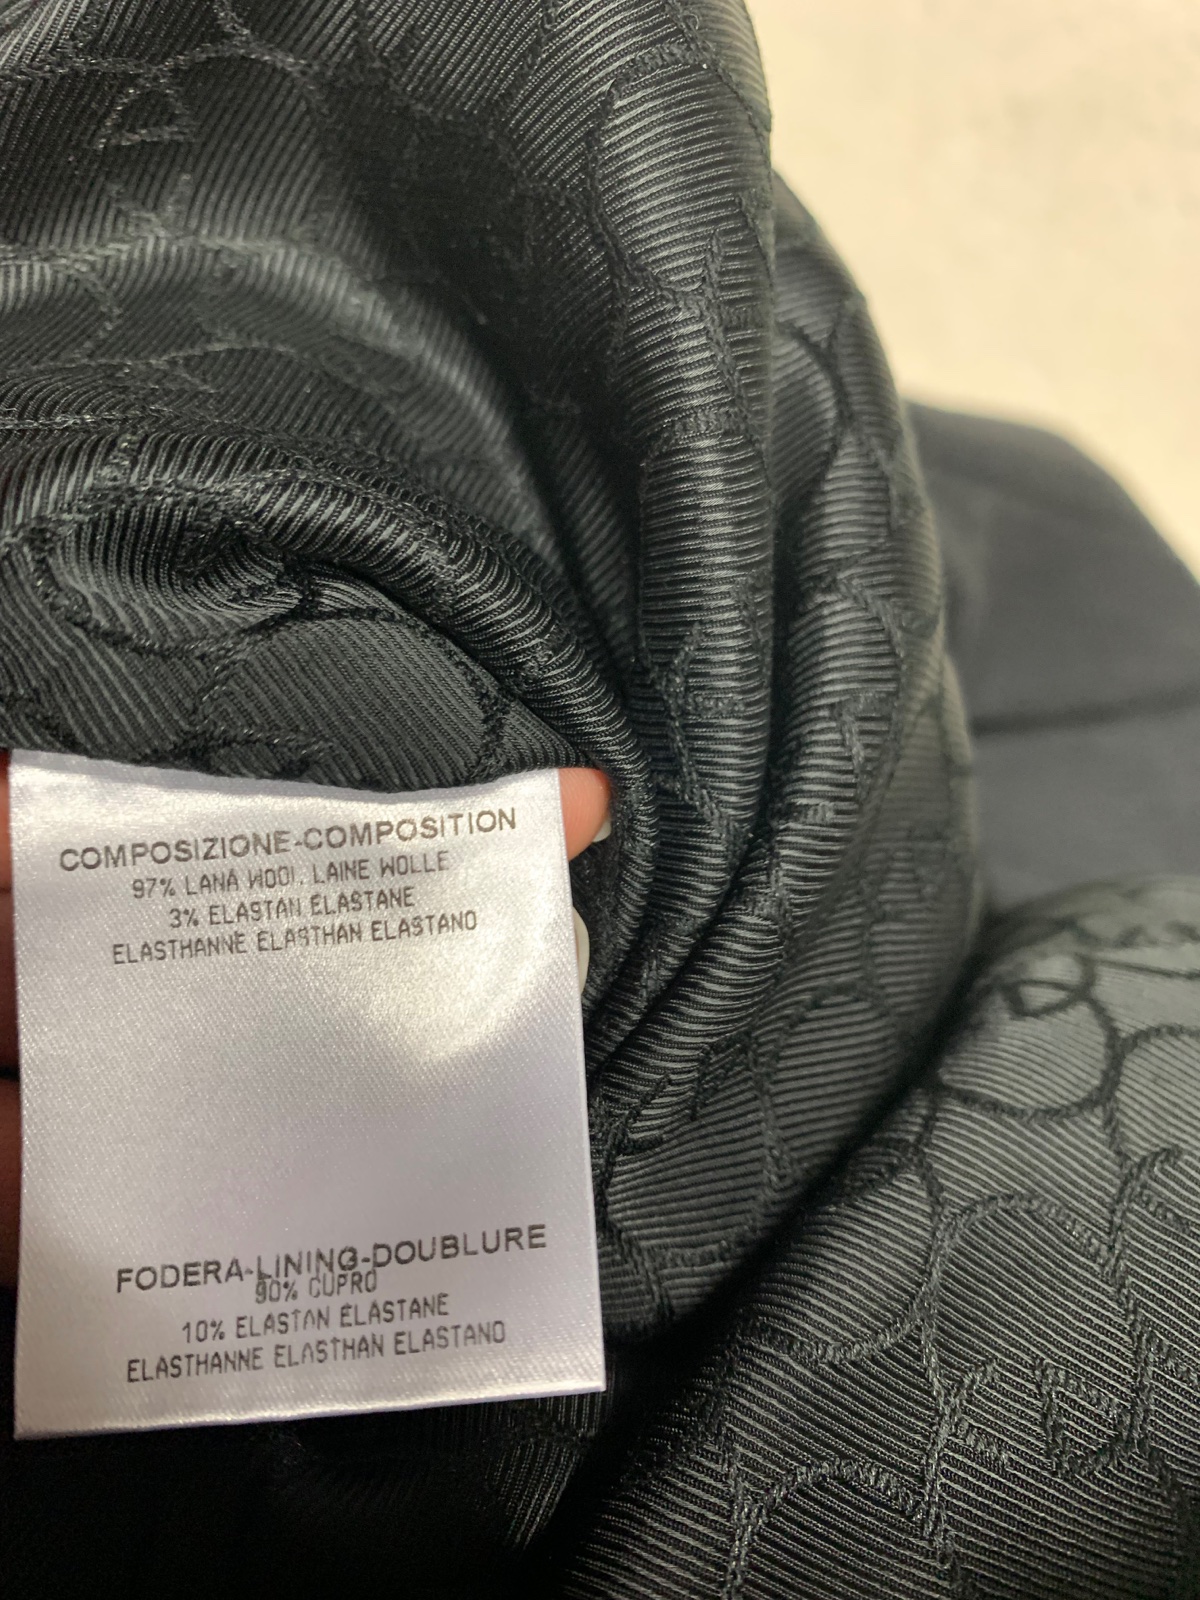 COMPOSIZIONE-COMPOSITION
97% LANA WOOL LAINE WOLLE
3% ELASTAN ELASTANE
ELASTHANNE ELASTHAN ELASTANO
FODERA-LINING-DOUBLURE
90% CUPRO
10% ELASTAN ELASTANE
ELASTHANNE ELASTHAN ELASTANO